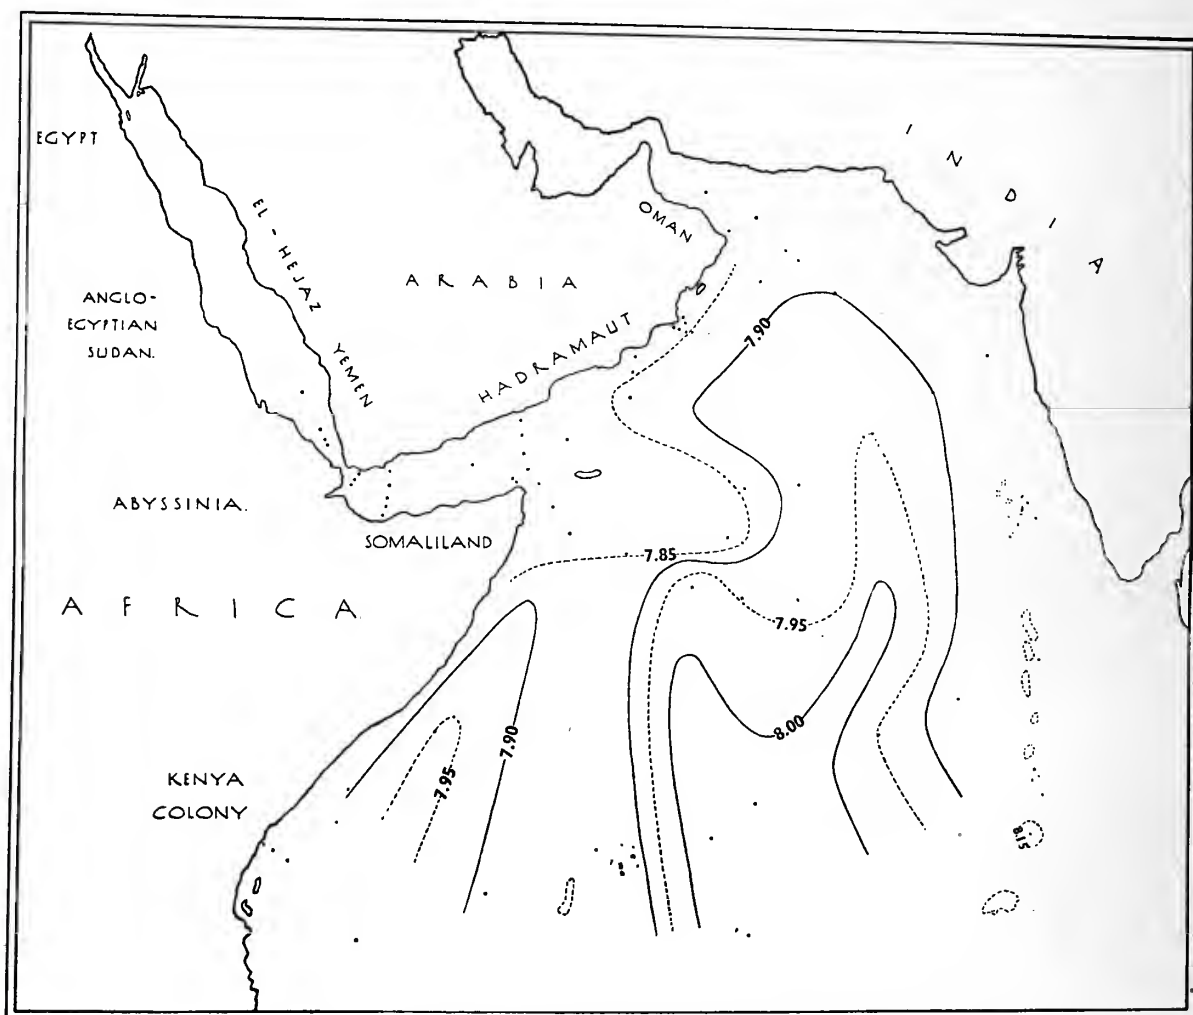 EGYPT
EL-HEJAZ
ANGLO-
EGYPTIAN
SUDAN.
YEMEN
ARABIA
OMAN
HADRAMAUT
INDIA
7.90
ABYSSINIA.
SOMALILAND
7.85
AFRICA.
7.95
8.00
7.90
7.95
KENYA
COLONY
8.15